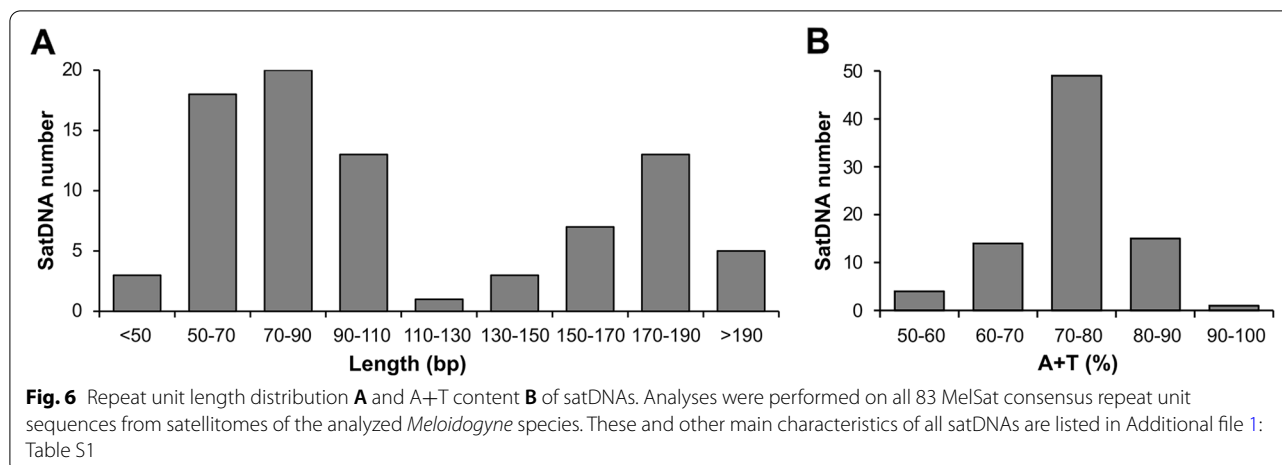 A
B
SatDNA number
20
15
10
5
0
<50 50-70 70-90 90-110 110-130 130-150 150-170 170-190 >190
Length (bp)
SatDNA number
50
40
30
20
10
0
50-60 60-70 70-80 80-90 90-100
A+T (%)
Fig. 6 Repeat unit length distribution A and A+T content B of satDNAs. Analyses were performed on all 83 MelSat consensus repeat unit
sequences from satellitomes of the analyzed Meloidogyne species. These and other main characteristics of all satDNAs are listed in Additional file 1:
Table S1